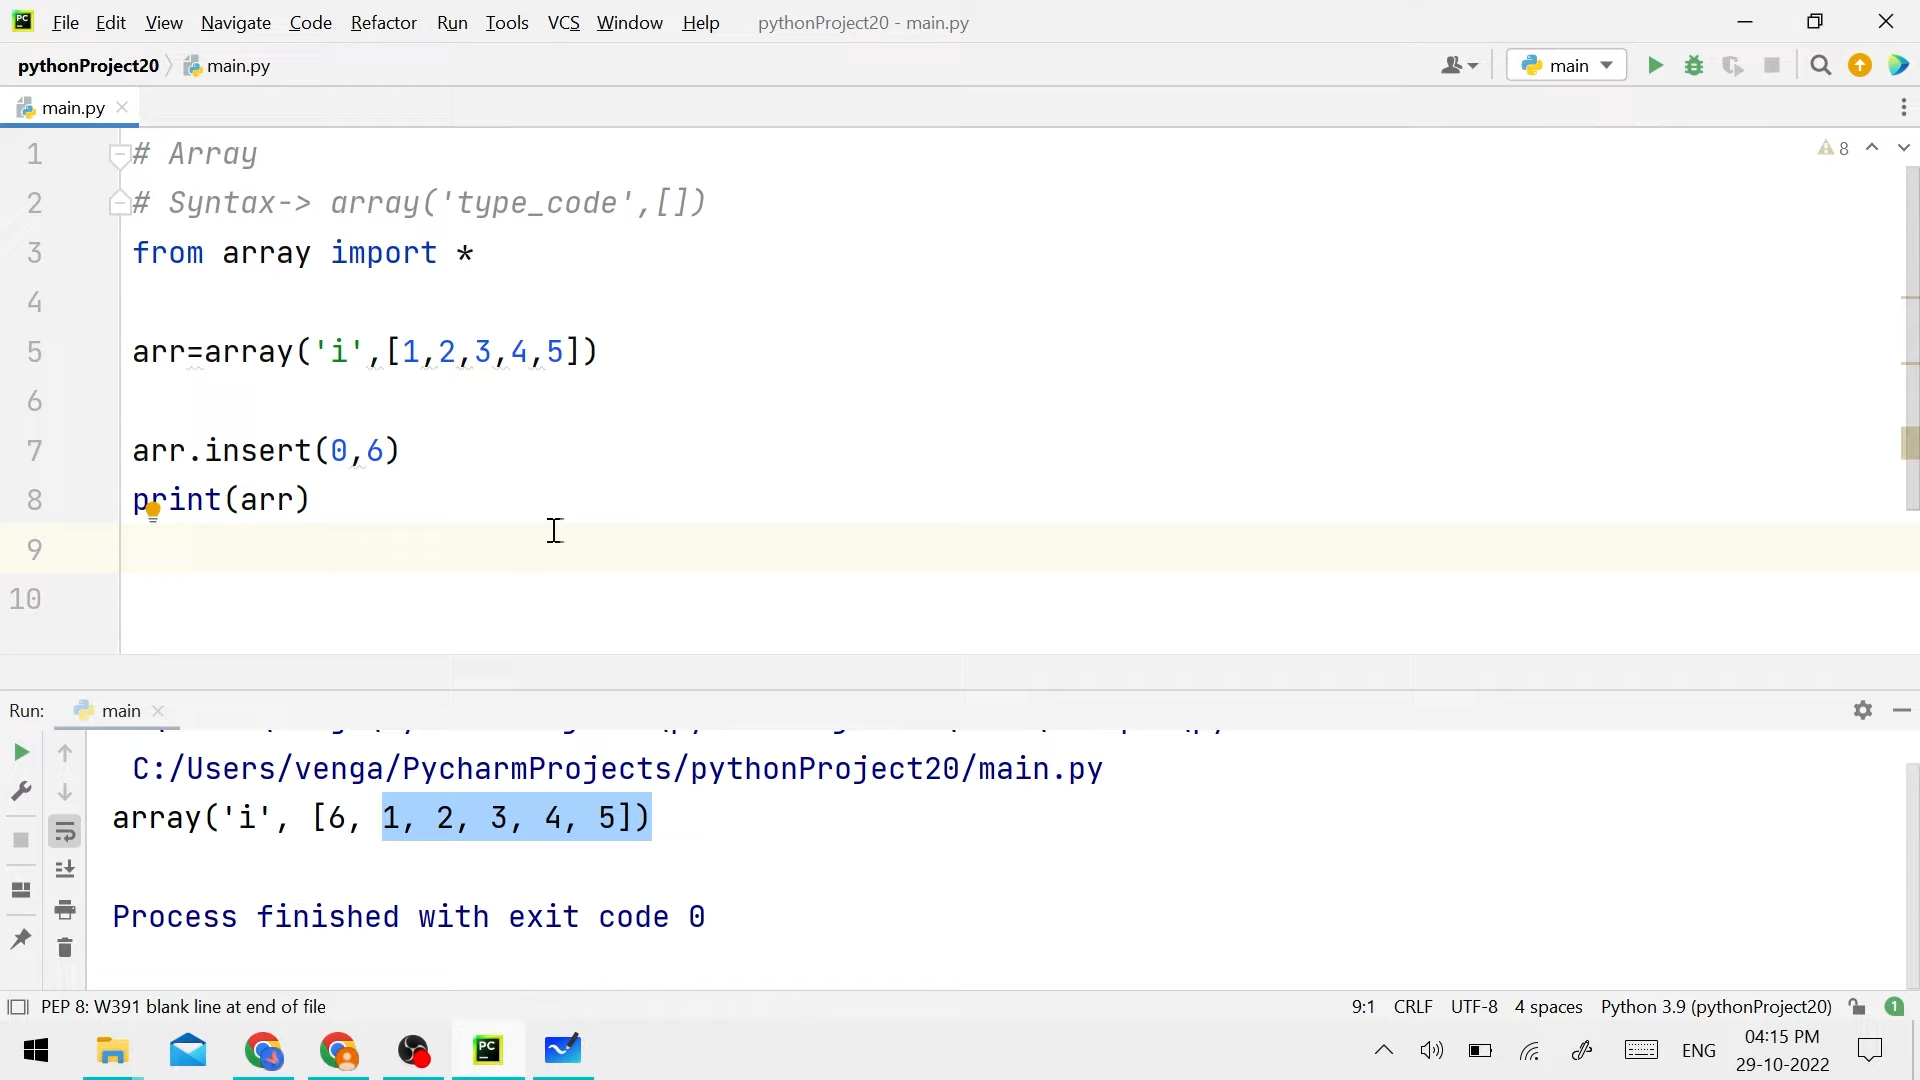 File Edit View Navigate Code Refactor Run Tools VCS Window Help pythonProject20 - main.py
pythonProject20 main.py main
main.py
8
1 # Array
2 # Syntax-> array('type_code',[])
3 from array import *
4
5 arr=array('i',[1,2,3,4,5])
6
7 arr.insert(0,6)
8 print(arr)
9
10
Run: main
C:/Users/venga/PycharmProjects/pythonProject20/main.py
array('i', [6, 1, 2, 3, 4, 5])
Process finished with exit code 0
PEP 8: W391 blank line at end of file 9:1 CRLF UTF-8 4 spaces Python 3.9 (pythonProject20) 1
PC
ENG
04:15 PM
29-10-2022